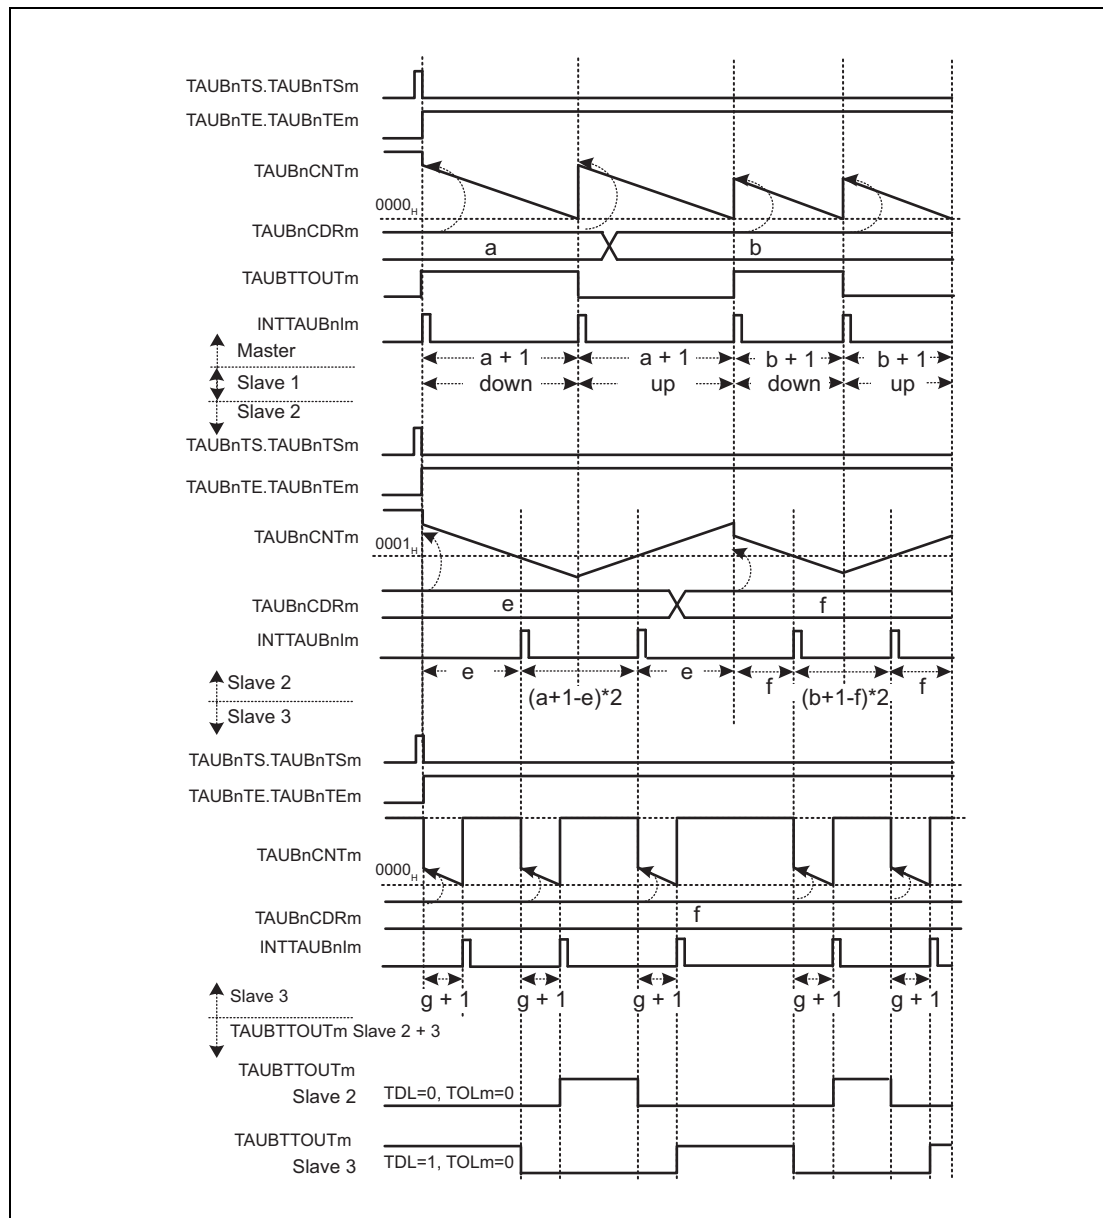 TAUBnTS.TAUBnTSm
TAUBnTE.TAUBnTEm
TAUBnCNTm
0000H
TAUBnCDRm
a b
TAUBTTOUTm
INTTAUBnIm
Master
a + 1 a + 1 b + 1 b + 1
Slave 1
down up down up
Slave 2
TAUBnTS.TAUBnTSm
TAUBnTE.TAUBnTEm
TAUBnCNTm
0001H
TAUBnCDRm
e f
INTTAUBnIm
e e f f
Slave 2
(a+1-e)*2 (b+1-f)*2
Slave 3
TAUBnTS.TAUBnTSm
TAUBnTE.TAUBnTEm
TAUBnCNTm
0000H
TAUBnCDRm
f
INTTAUBnIm
Slave 3
g + 1 g + 1 g + 1 g + 1 g + 1
TAUBTTOUTm Slave 2 + 3
TAUBTTOUTm
Slave 2 TDL=0, TOLm=0
TAUBTTOUTm
Slave 3 TDL=1, TOLm=0